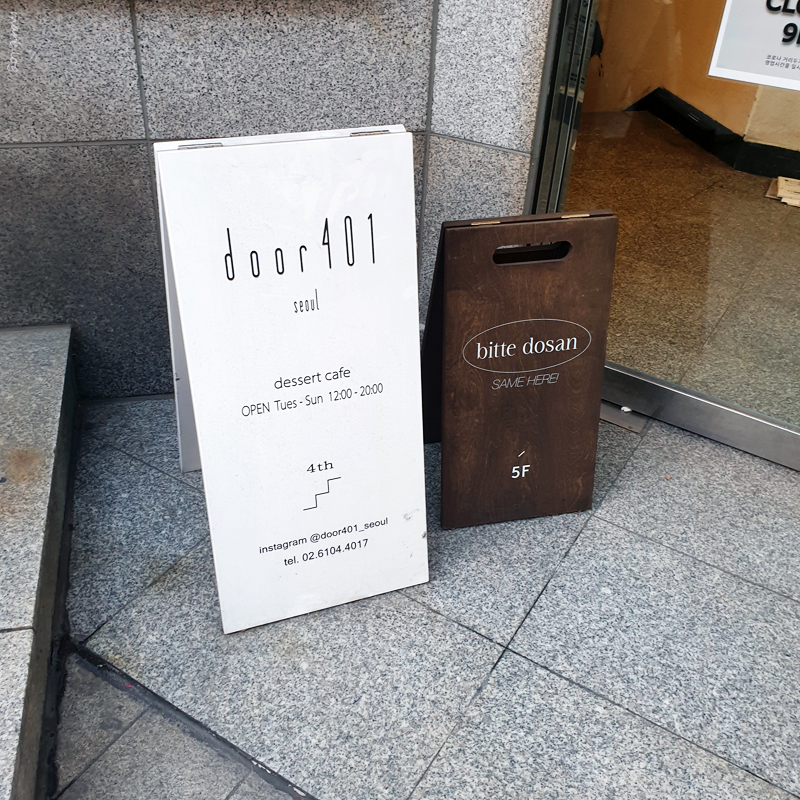 door401
seoul
dessert cafe
OPEN Tues - Sun 12:00 - 20:00
4th
instagram @door401_seoul
tel. 02.6104.4017
bitte dosan
SAME HERE!
5F